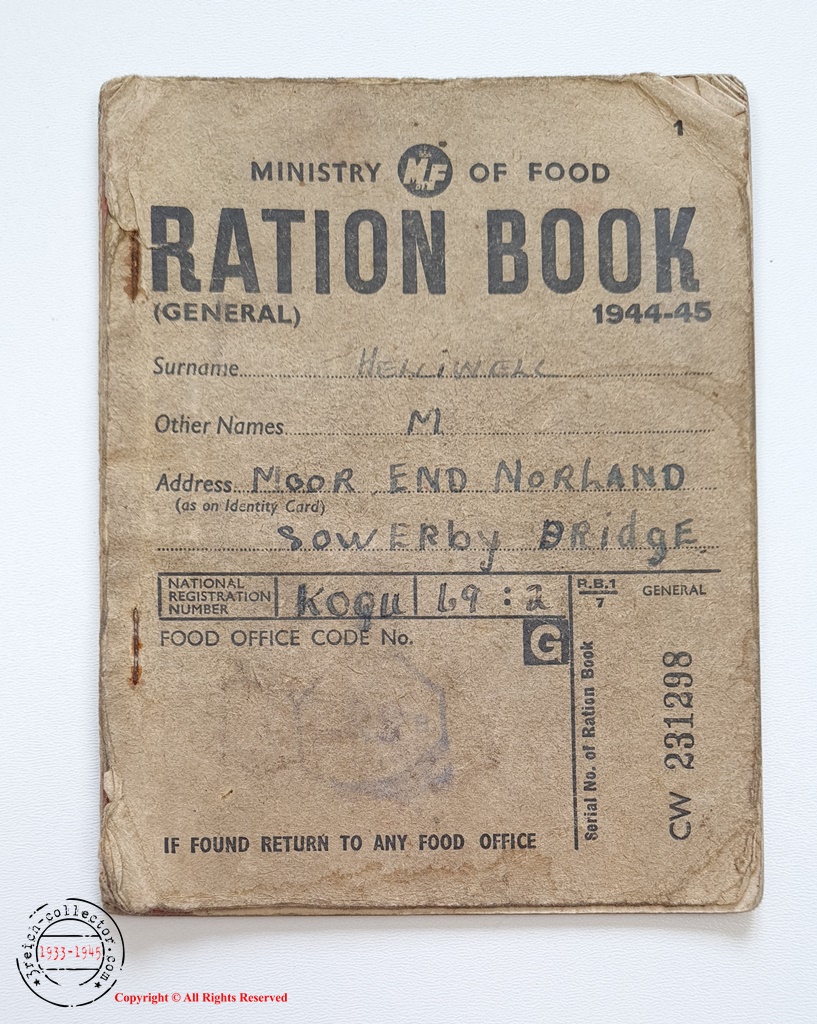 1
MINISTRY MF OF FOOD
RATION BOOK
(GENERAL) 1944-45
Surname HELLIWELL
Other Names M
Address MOOR END NORLAND
(as on Identity Card)
SOWERby BRidgE
NATIONAL
REGISTRATION
NUMBER
69 : 2
R.B.1
7
GENERAL
FOOD OFFICE CODE No.
G
Serial No. of Ration Book
CW 231298
IF FOUND RETURN TO ANY FOOD OFFICE
3reich-collector.com
1933-1945
Copyright © All Rights Reserved